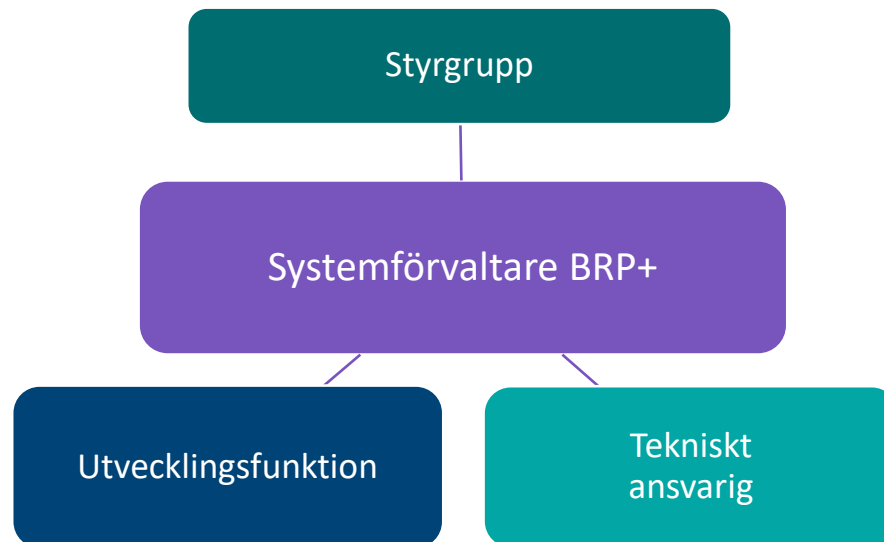 Styrgrupp
Systemförvaltare BRP+
Utvecklingsfunktion
Tekniskt
ansvarig